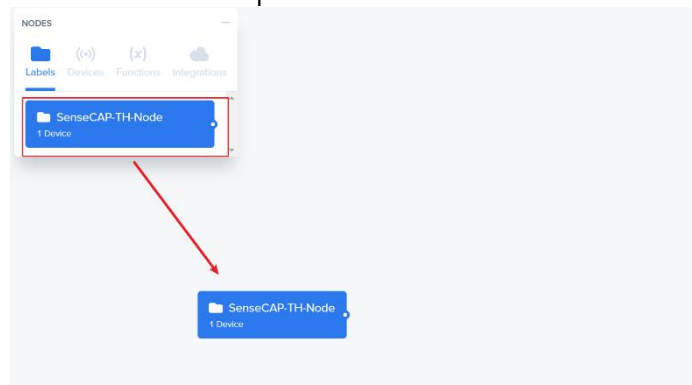 NODES
Labels Devices Functions Integrations
SenseCAP-TH-Node
1 Device
SenseCAP-TH-Node
1 Device